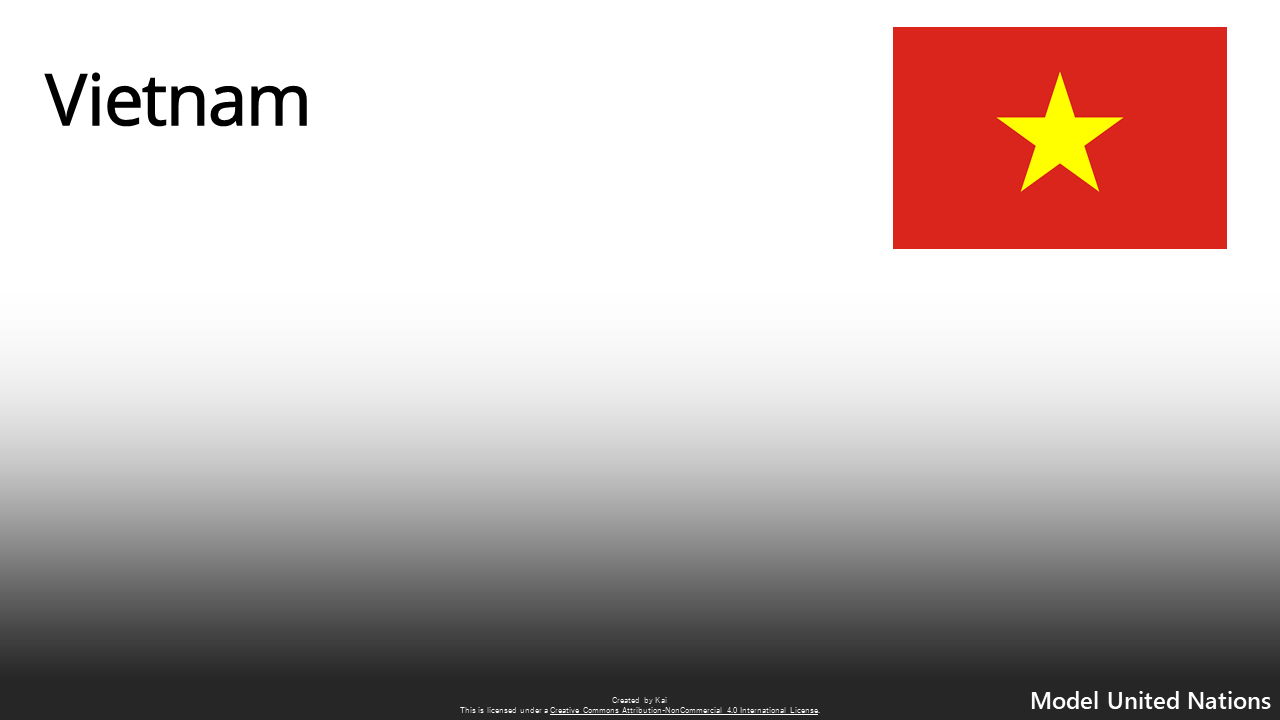 Vietnam
Created by Kai
This is licensed under a Creative Commons Attribution-NonCommercial 4.0 International License.
Model United Nations